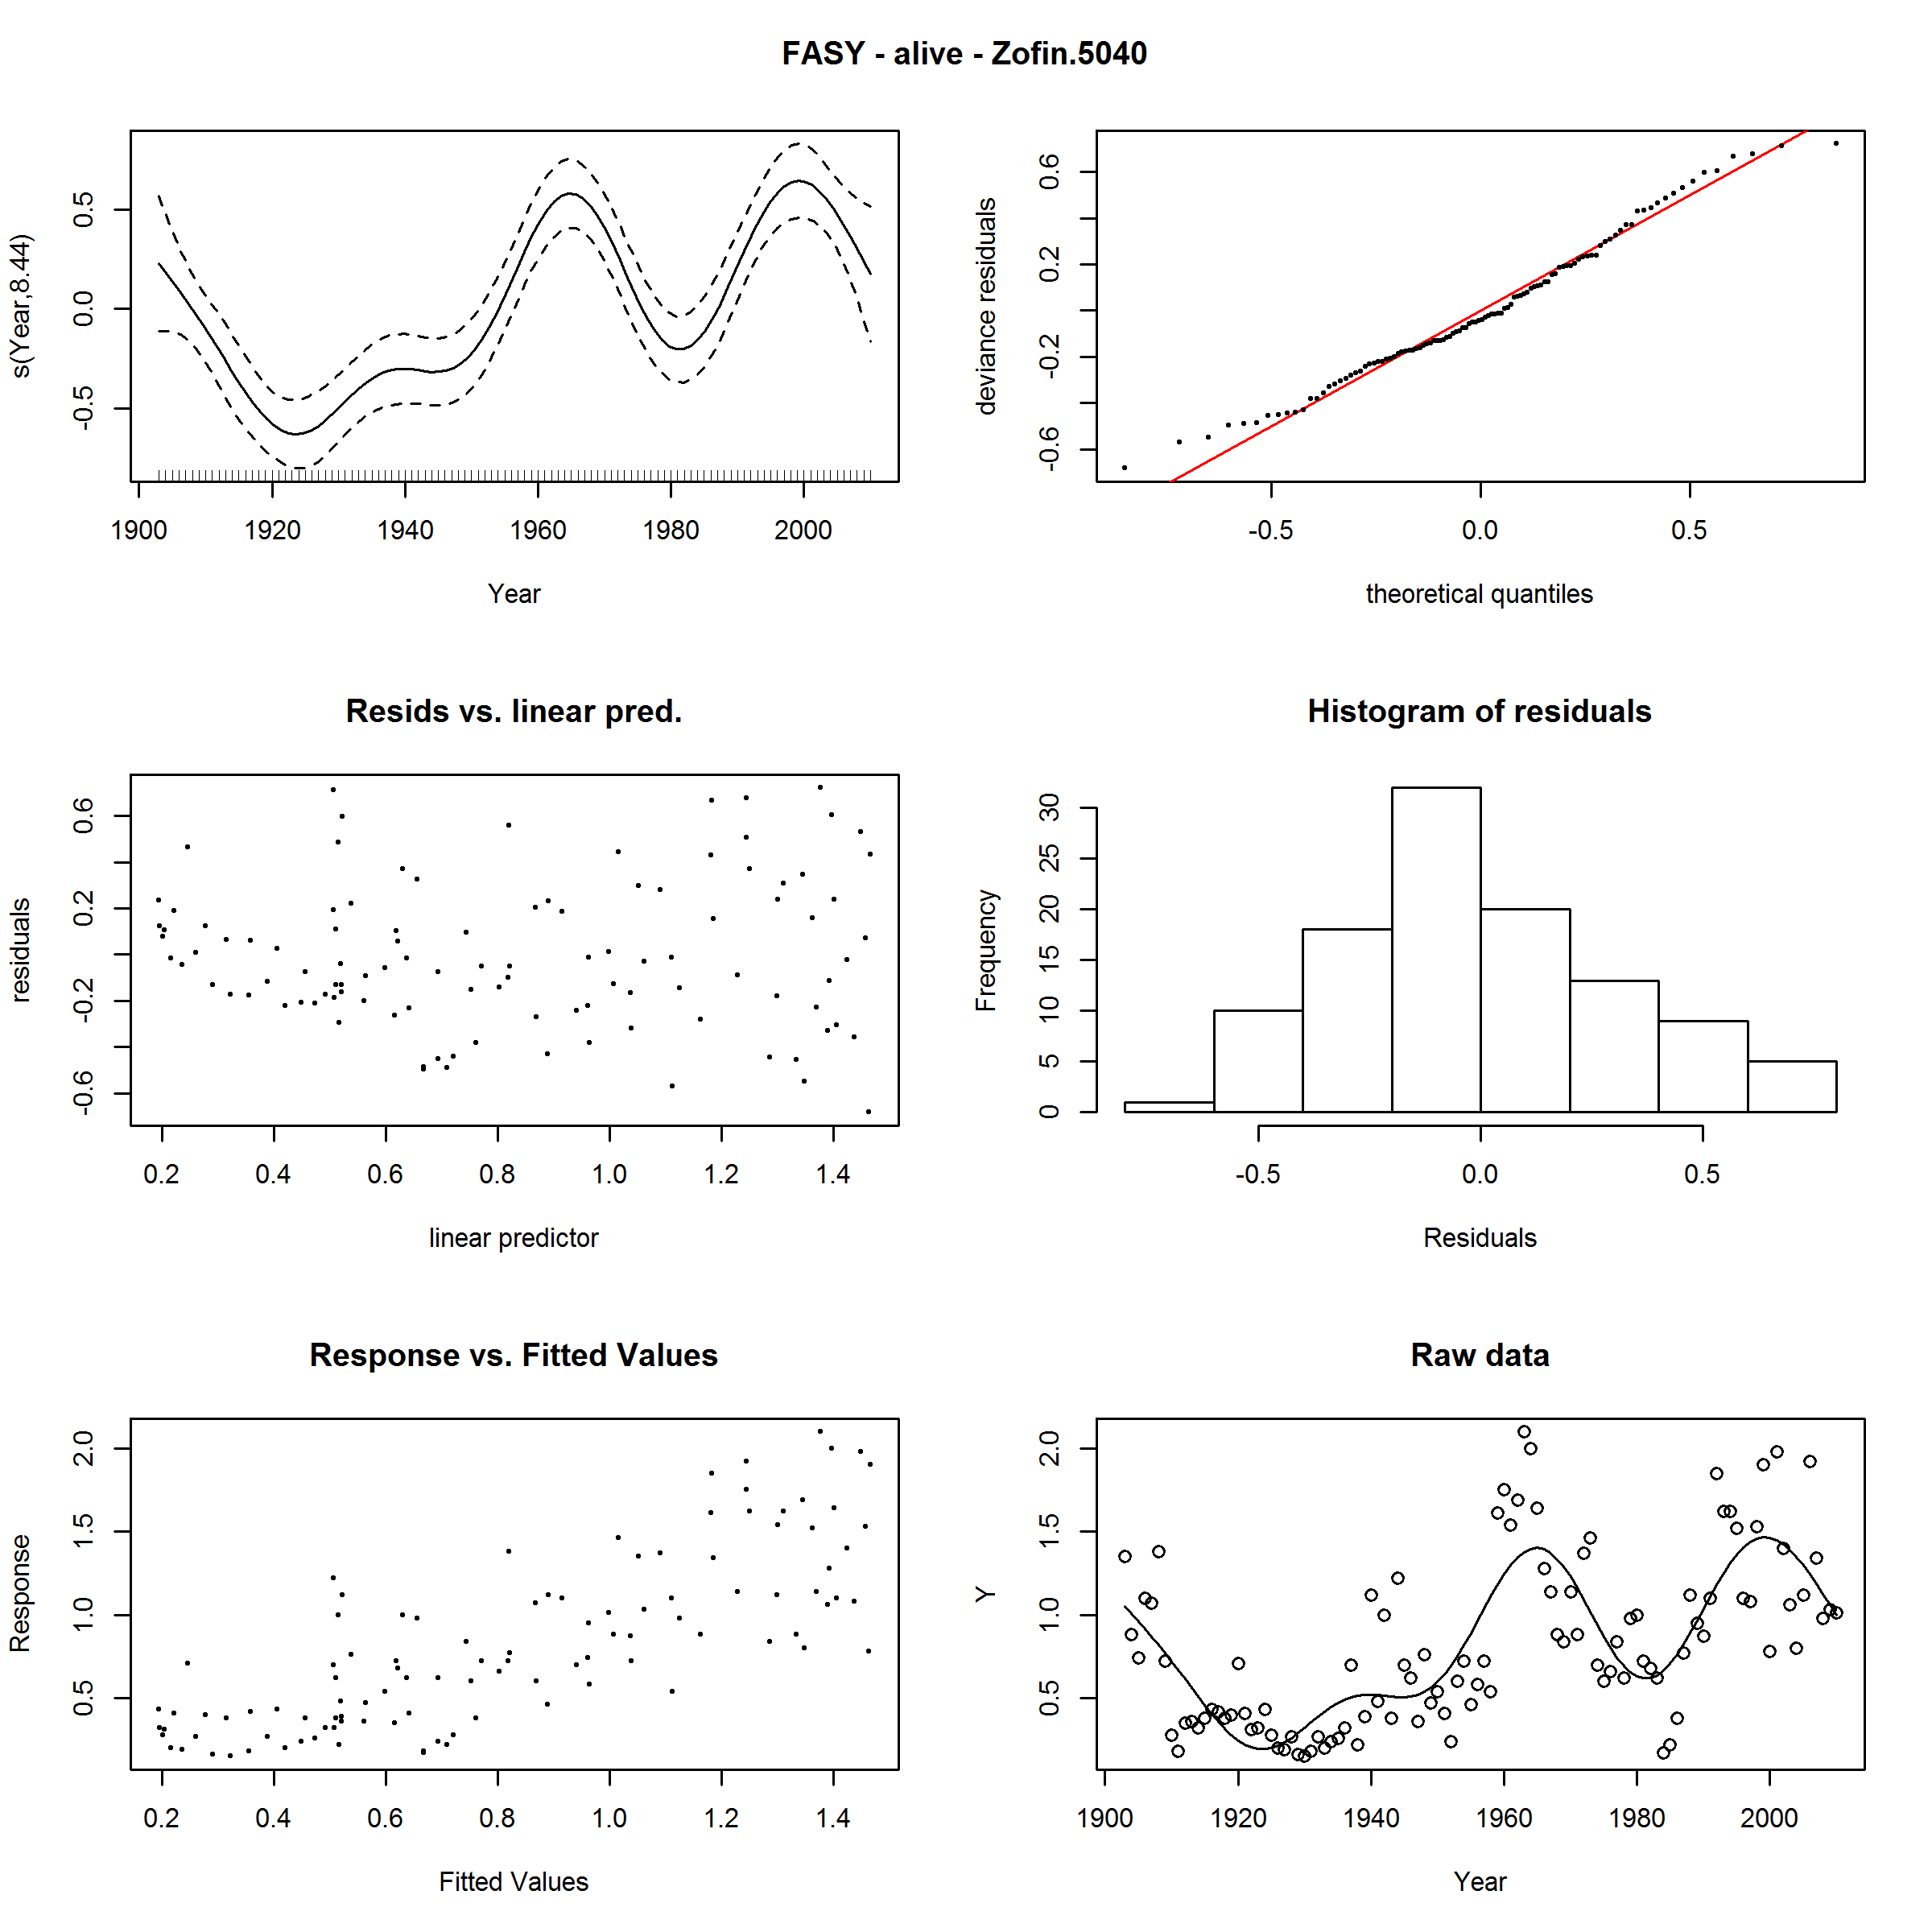 FASY - alive - Zofin.5040
s(Year,8.44)
-0.5 0.0 0.5
1900 1920 1940 1960 1980 2000
Year
deviance residuals
-0.6 -0.2 0.2 0.6
-0.5 0.0 0.5
theoretical quantiles
Resids vs. linear pred.
residuals
-0.6 -0.2 0.2 0.6
0.2 0.4 0.6 0.8 1.0 1.2 1.4
linear predictor
Histogram of residuals
Frequency
0 5 10 15 20 25 30
-0.5 0.0 0.5
Residuals
Response vs. Fitted Values
Response
0.5 1.0 1.5 2.0
0.2 0.4 0.6 0.8 1.0 1.2 1.4
Fitted Values
Raw data
Y
0.5 1.0 1.5 2.0
1900 1920 1940 1960 1980 2000
Year